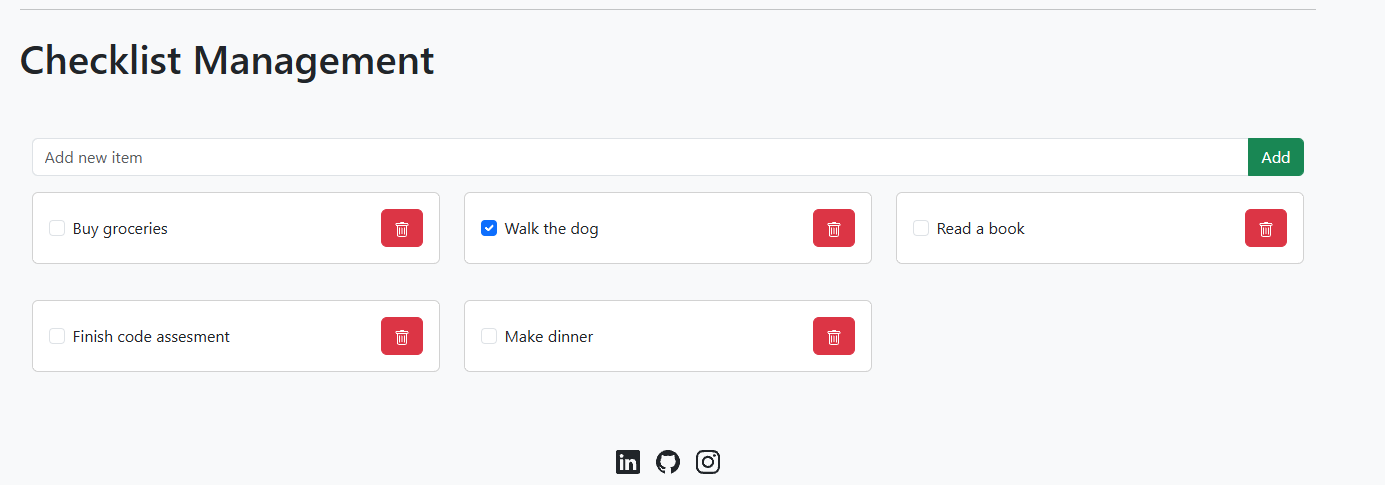 Checklist Management
Add new item
Add
Buy groceries
Walk the dog
Read a book
Finish code assesment
Make dinner